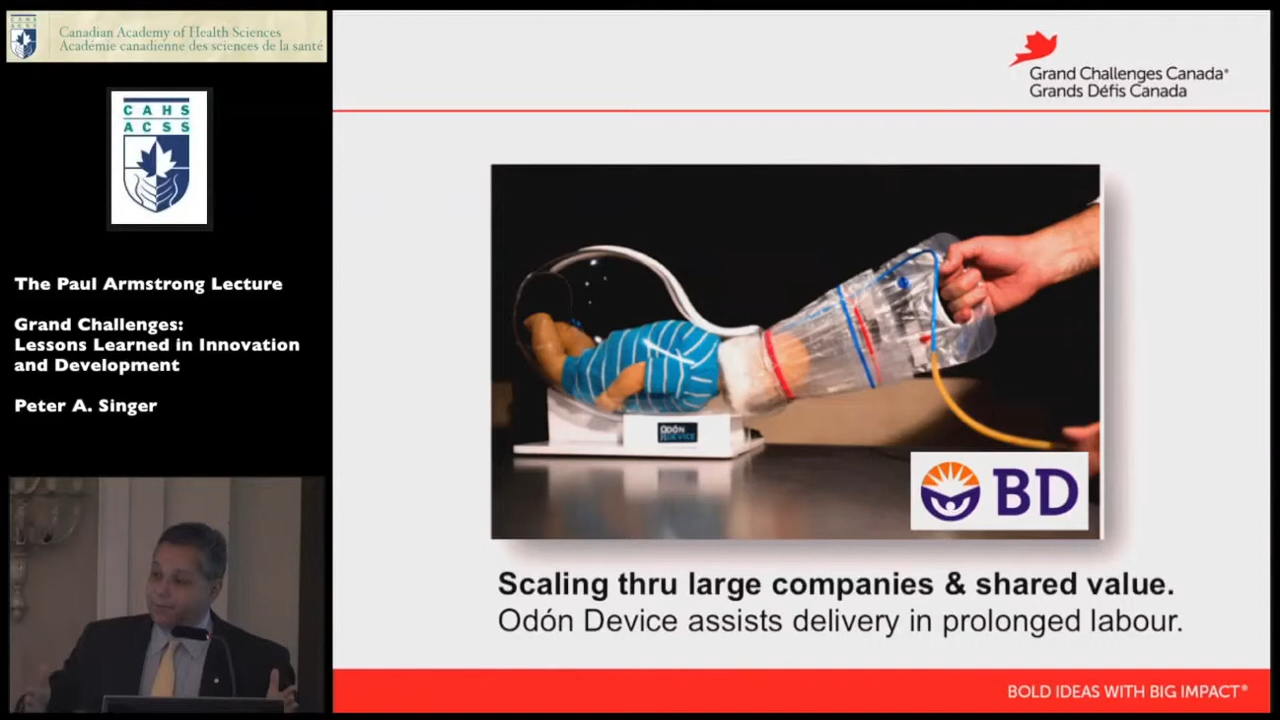 Canadian Academy of Health Sciences
Académie canadienne des sciences de la santé
CAHS
ACSS
The Paul Armstrong Lecture
Grand Challenges:
Lessons Learned in Innovation
and Development
Peter A. Singer
Grand Challenges Canada®
Grands Défis Canada
ODÓN
DEVICE
BD
Scaling thru large companies & shared value.
Odón Device assists delivery in prolonged labour.
BOLD IDEAS WITH BIG IMPACT®